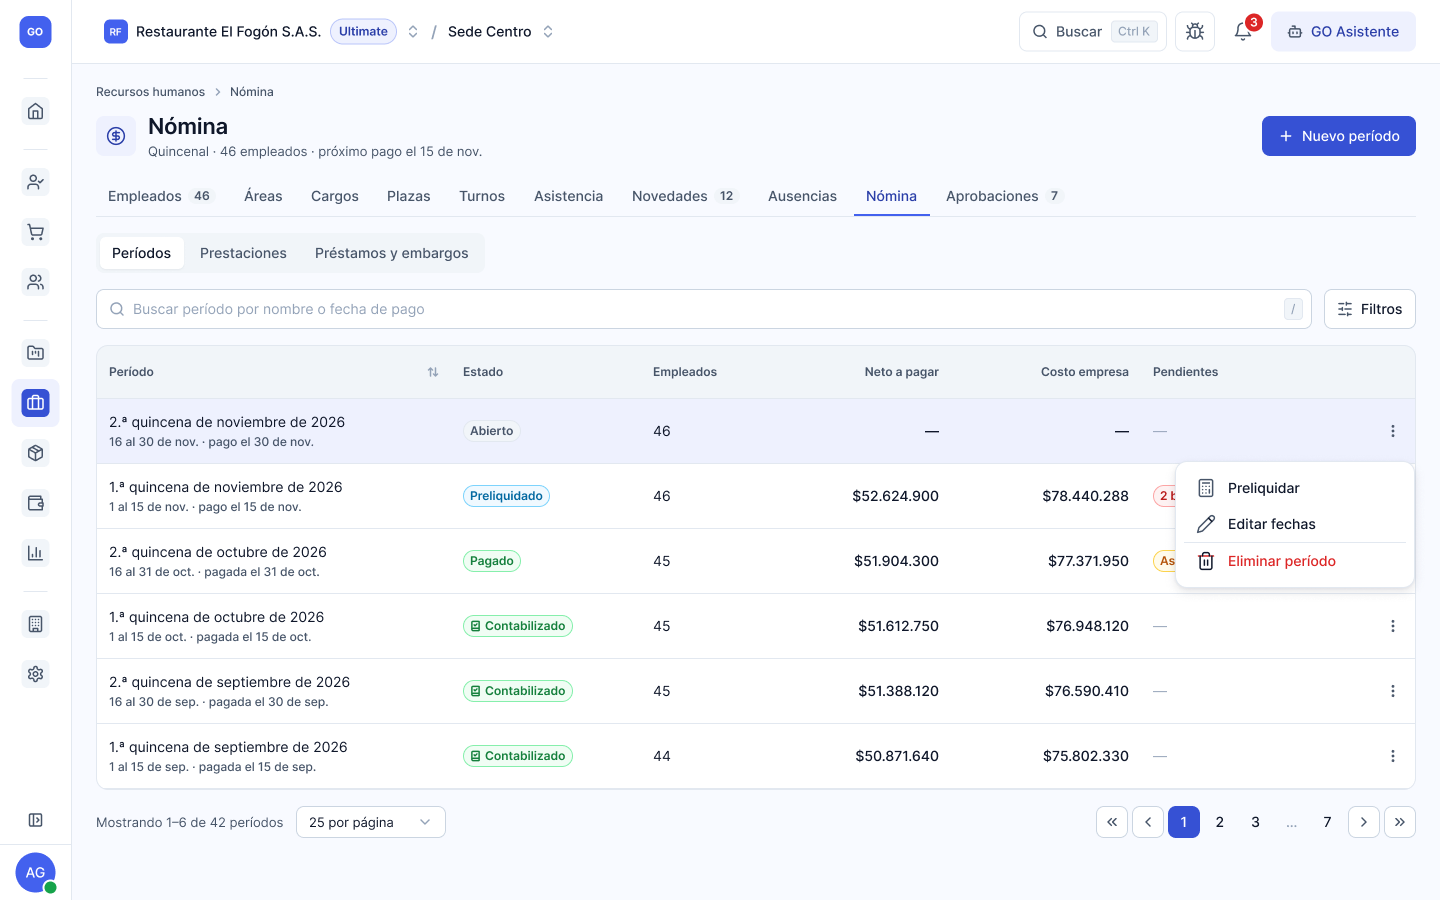 GO
RF Restaurante El Fogón S.A.S. Ultimate / Sede Centro
Buscar Ctrl K
3
GO Asistente
Recursos humanos > Nómina
Nómina
Quincenal · 46 empleados · próximo pago el 15 de nov.
+ Nuevo período
Empleados 46 Áreas Cargos Plazas Turnos Asistencia Novedades 12 Ausencias Nómina Aprobaciones 7
Períodos Prestaciones Préstamos y embargos
Buscar período por nombre o fecha de pago /
Filtros
Período Estado Empleados Neto a pagar Costo empresa Pendientes
2.ª quincena de noviembre de 2026
16 al 30 de nov. · pago el 30 de nov.
Abierto 46 — — —
1.ª quincena de noviembre de 2026
1 al 15 de nov. · pago el 15 de nov.
Preliquidado 46 $52.624.900 $78.440.288 2
2.ª quincena de octubre de 2026
16 al 31 de oct. · pagada el 31 de oct.
Pagado 45 $51.904.300 $77.371.950 As
Preliquidar
Editar fechas
Eliminar período
1.ª quincena de octubre de 2026
1 al 15 de oct. · pagada el 15 de oct.
Contabilizado 45 $51.612.750 $76.948.120 —
2.ª quincena de septiembre de 2026
16 al 30 de sep. · pagada el 30 de sep.
Contabilizado 45 $51.388.120 $76.590.410 —
1.ª quincena de septiembre de 2026
1 al 15 de sep. · pagada el 15 de sep.
Contabilizado 44 $50.871.640 $75.802.330 —
Mostrando 1–6 de 42 períodos
25 por página
« ‹ 1 2 3 ... 7 › »
AG